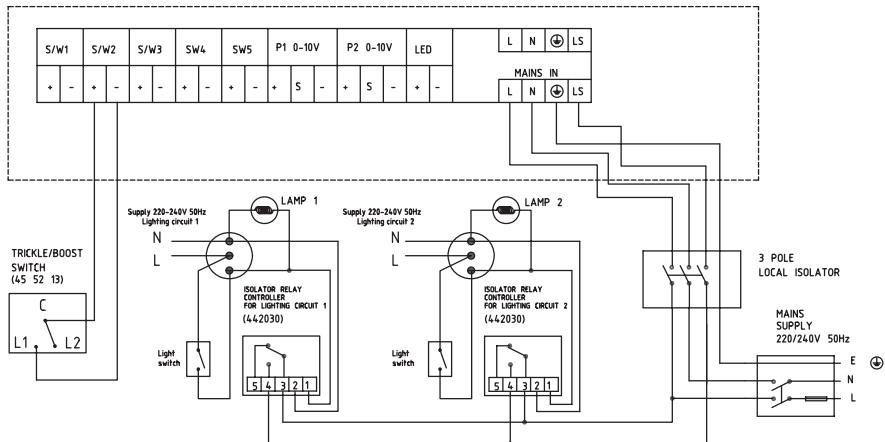 S/W1 S/W2 S/W3 SW4 SW5 P1 0-10V P2 0-10V LED
L N LS
MAINS IN
+ - + - + - + - + - + S - + S - + - L N LS
LAMP 1
LAMP 2
Supply 220-240V 50Hz
Lighting circuit 1
N
L
Supply 220-240V 50Hz
Lighting circuit 2
N
L
TRICKLE/BOOST
SWITCH
(45 52 13)
C
L1 L2
ISOLATOR RELAY
CONTROLLER
FOR LIGHTING CIRCUIT 1
(442030)
Light
switch
5 4 3 2 1
ISOLATOR RELAY
CONTROLLER
FOR LIGHTING CIRCUIT 2
(442030)
Light
switch
5 4 3 2 1
3 POLE
LOCAL ISOLATOR
MAINS
SUPPLY
220/240V 50Hz
E
N
L